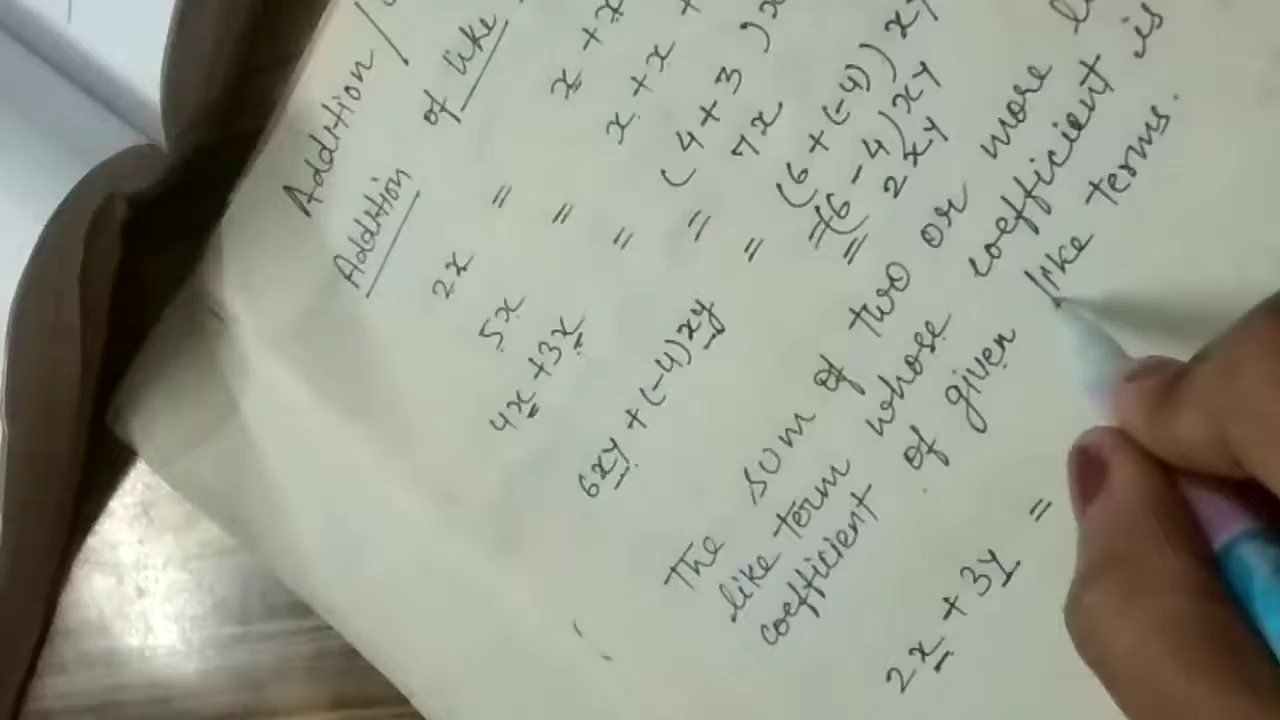 Addition /
Addition of like
2x = x + x
5x = x + x +
4x + 3x = (4 + 3)x
= 7x
6xy + (-4)xy = (6 + (-4))xy
= (6 - 4)xy
= 2xy
The sum of two or more
like term whose coefficient is
coefficient of given like terms.
2x + 3y =